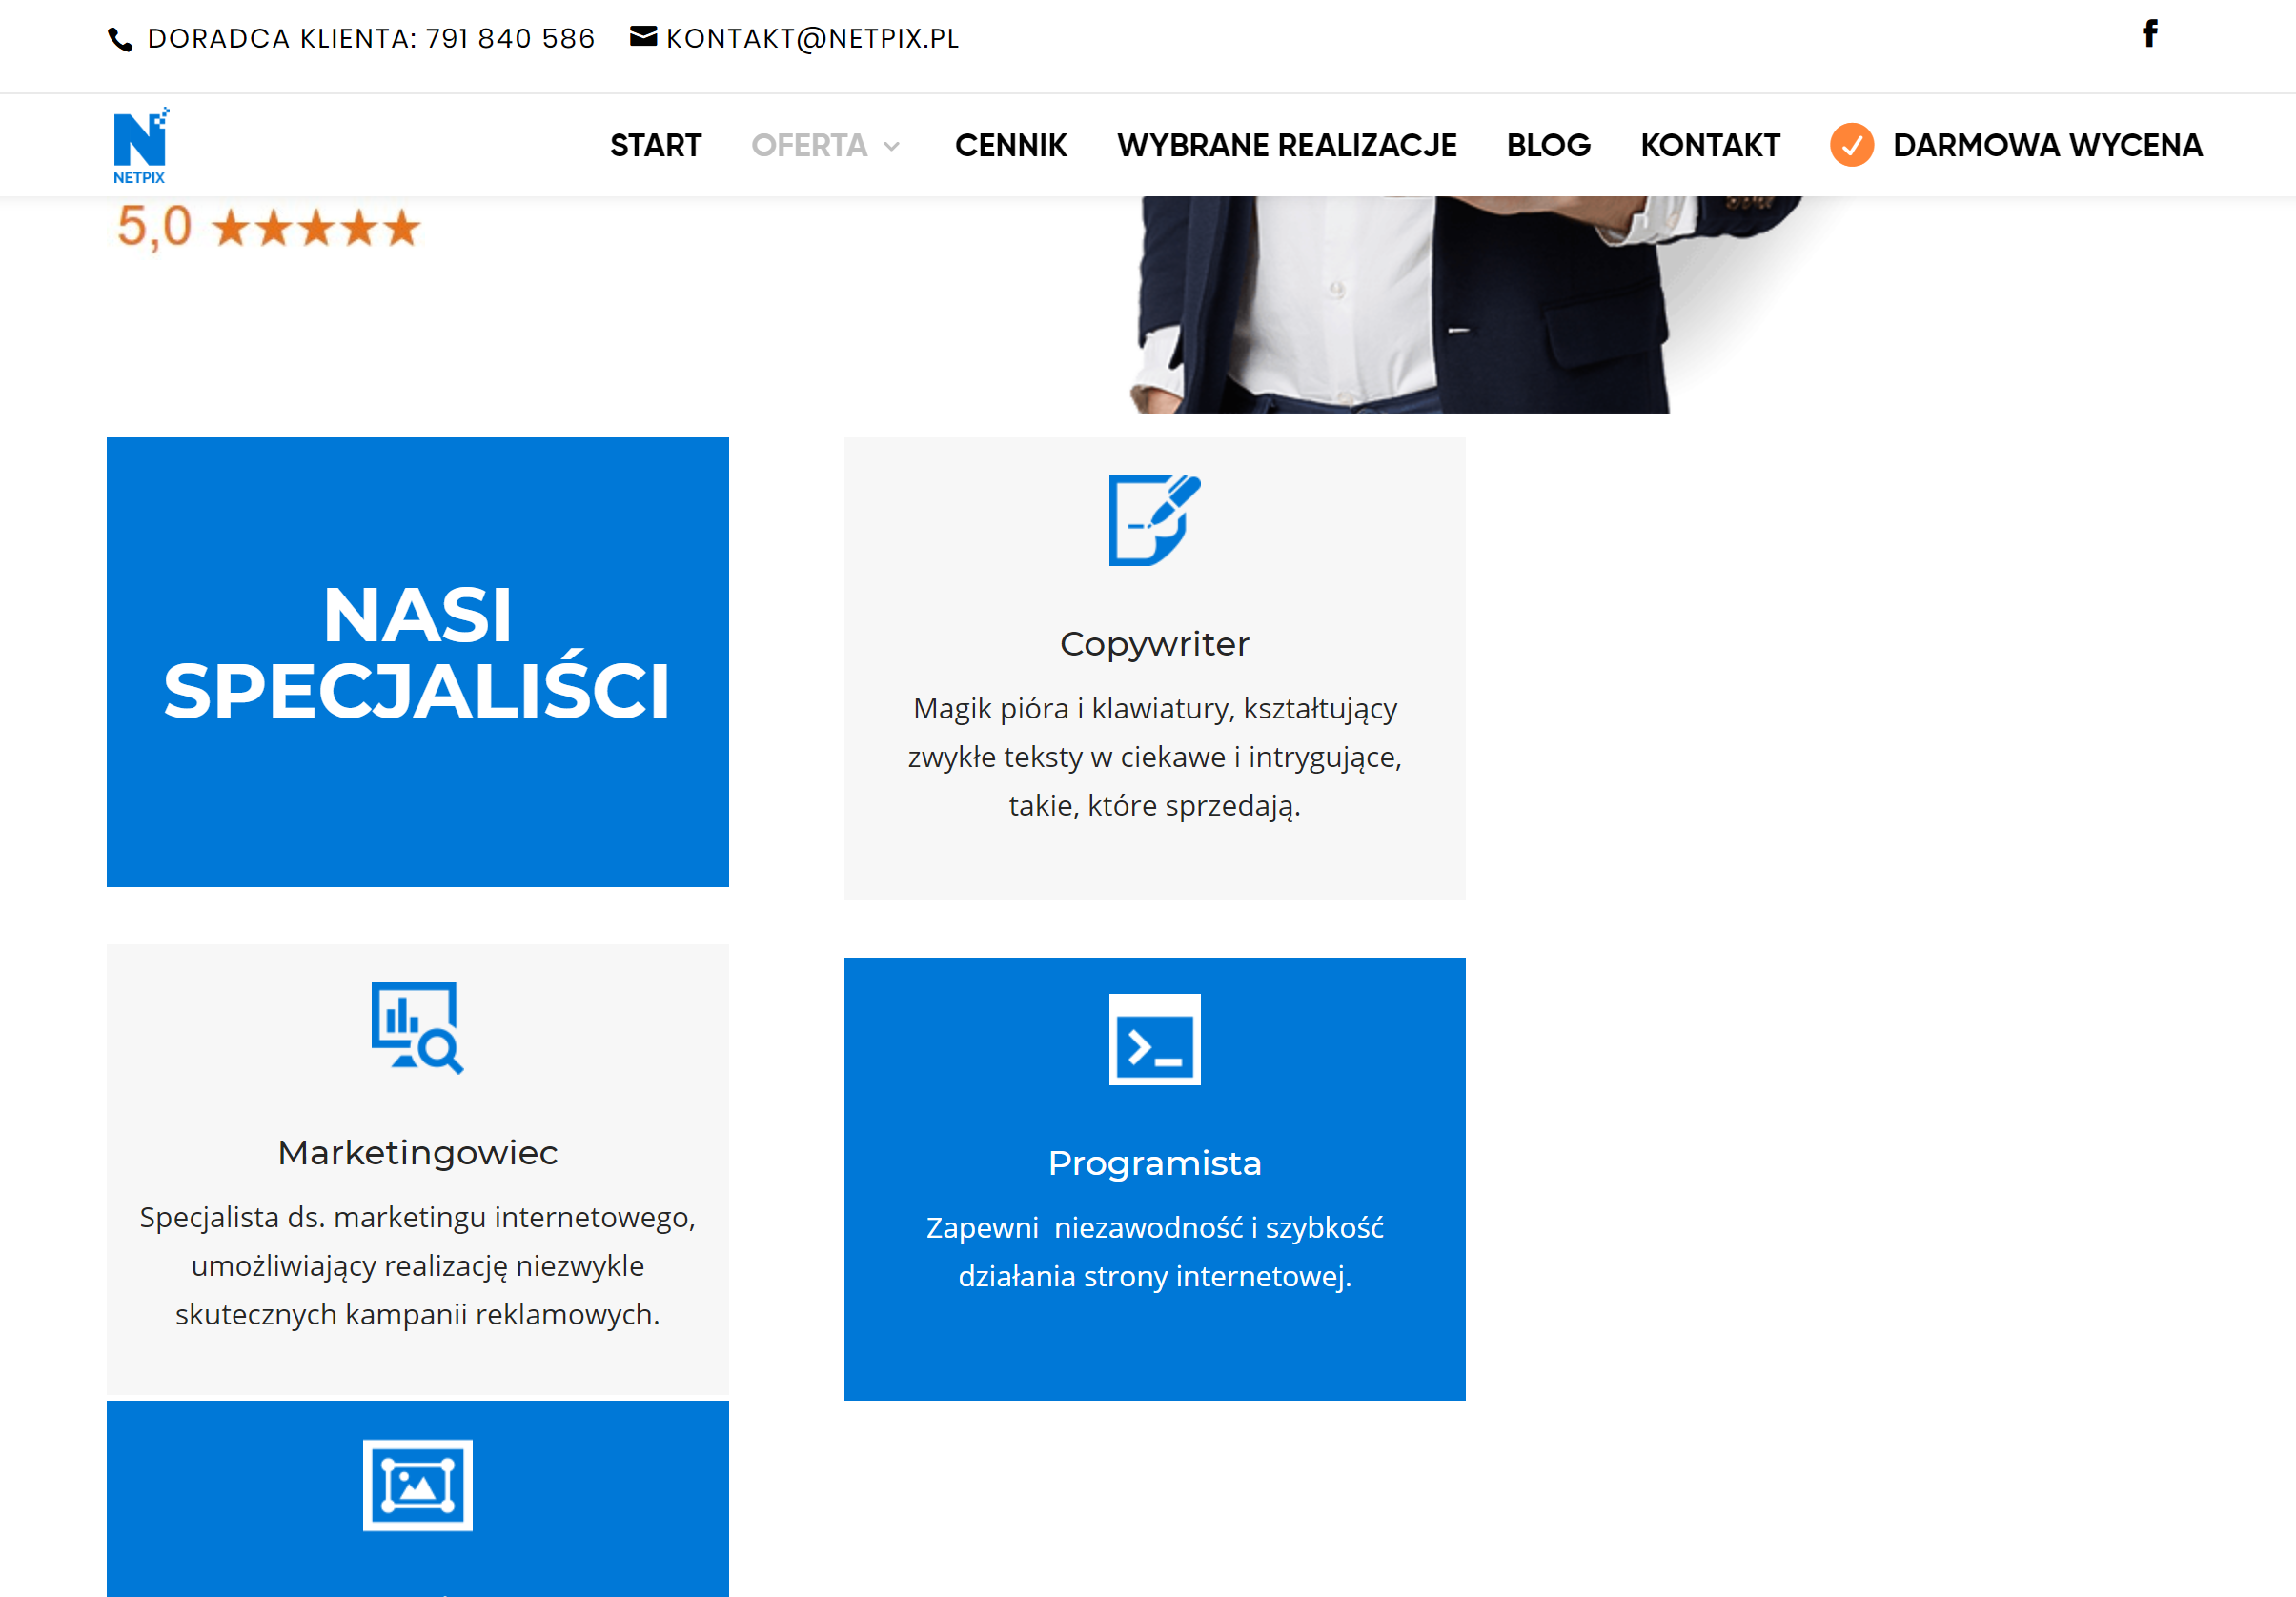 DORADCA KLIENTA: 791 840 586 KONTAKT@NETPIX.PL
NETPIX
START OFERTA CENNIK WYBRANE REALIZACJE BLOG KONTAKT DARMOWA WYCENA
5,0
NASI
SPECJALIŚCI
Copywriter
Magik pióra i klawiatury, kształtujący
zwykłe teksty w ciekawe i intrygujące,
takie, które sprzedają.
Marketingowiec
Specjalista ds. marketingu internetowego,
umożliwiający realizację niezwykle
skutecznych kampanii reklamowych.
Programista
Zapewni  niezawodność i szybkość
działania strony internetowej.